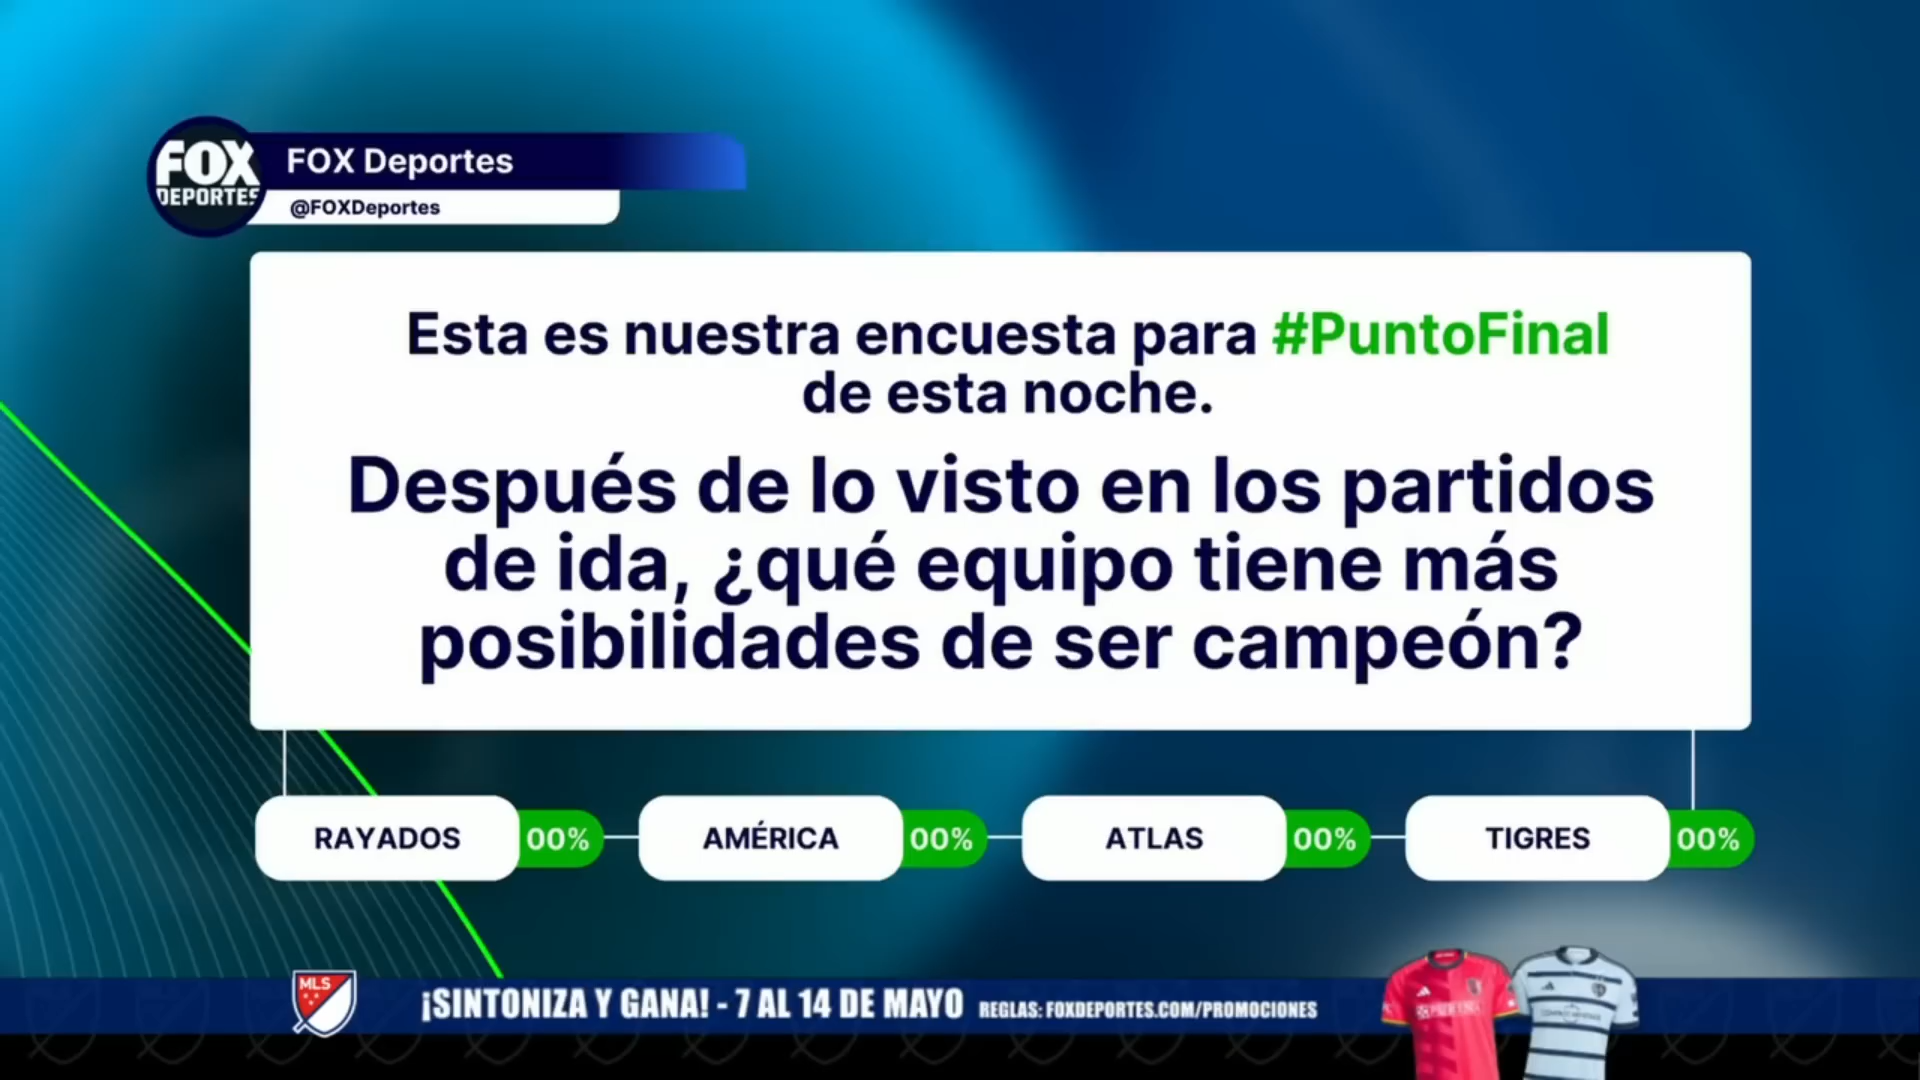 FOX
DEPORTES
FOX Deportes
@FOXDeportes
Esta es nuestra encuesta para #PuntoFinal
de esta noche.
Después de lo visto en los partidos
de ida, ¿qué equipo tiene más
posibilidades de ser campeón?
RAYADOS 00%
AMÉRICA 00%
ATLAS 00%
TIGRES 00%
MLS
¡SINTONIZA Y GANA! - 7 AL 14 DE MAYO REGLAS: FOXDEPORTES.COM/PROMOCIONES